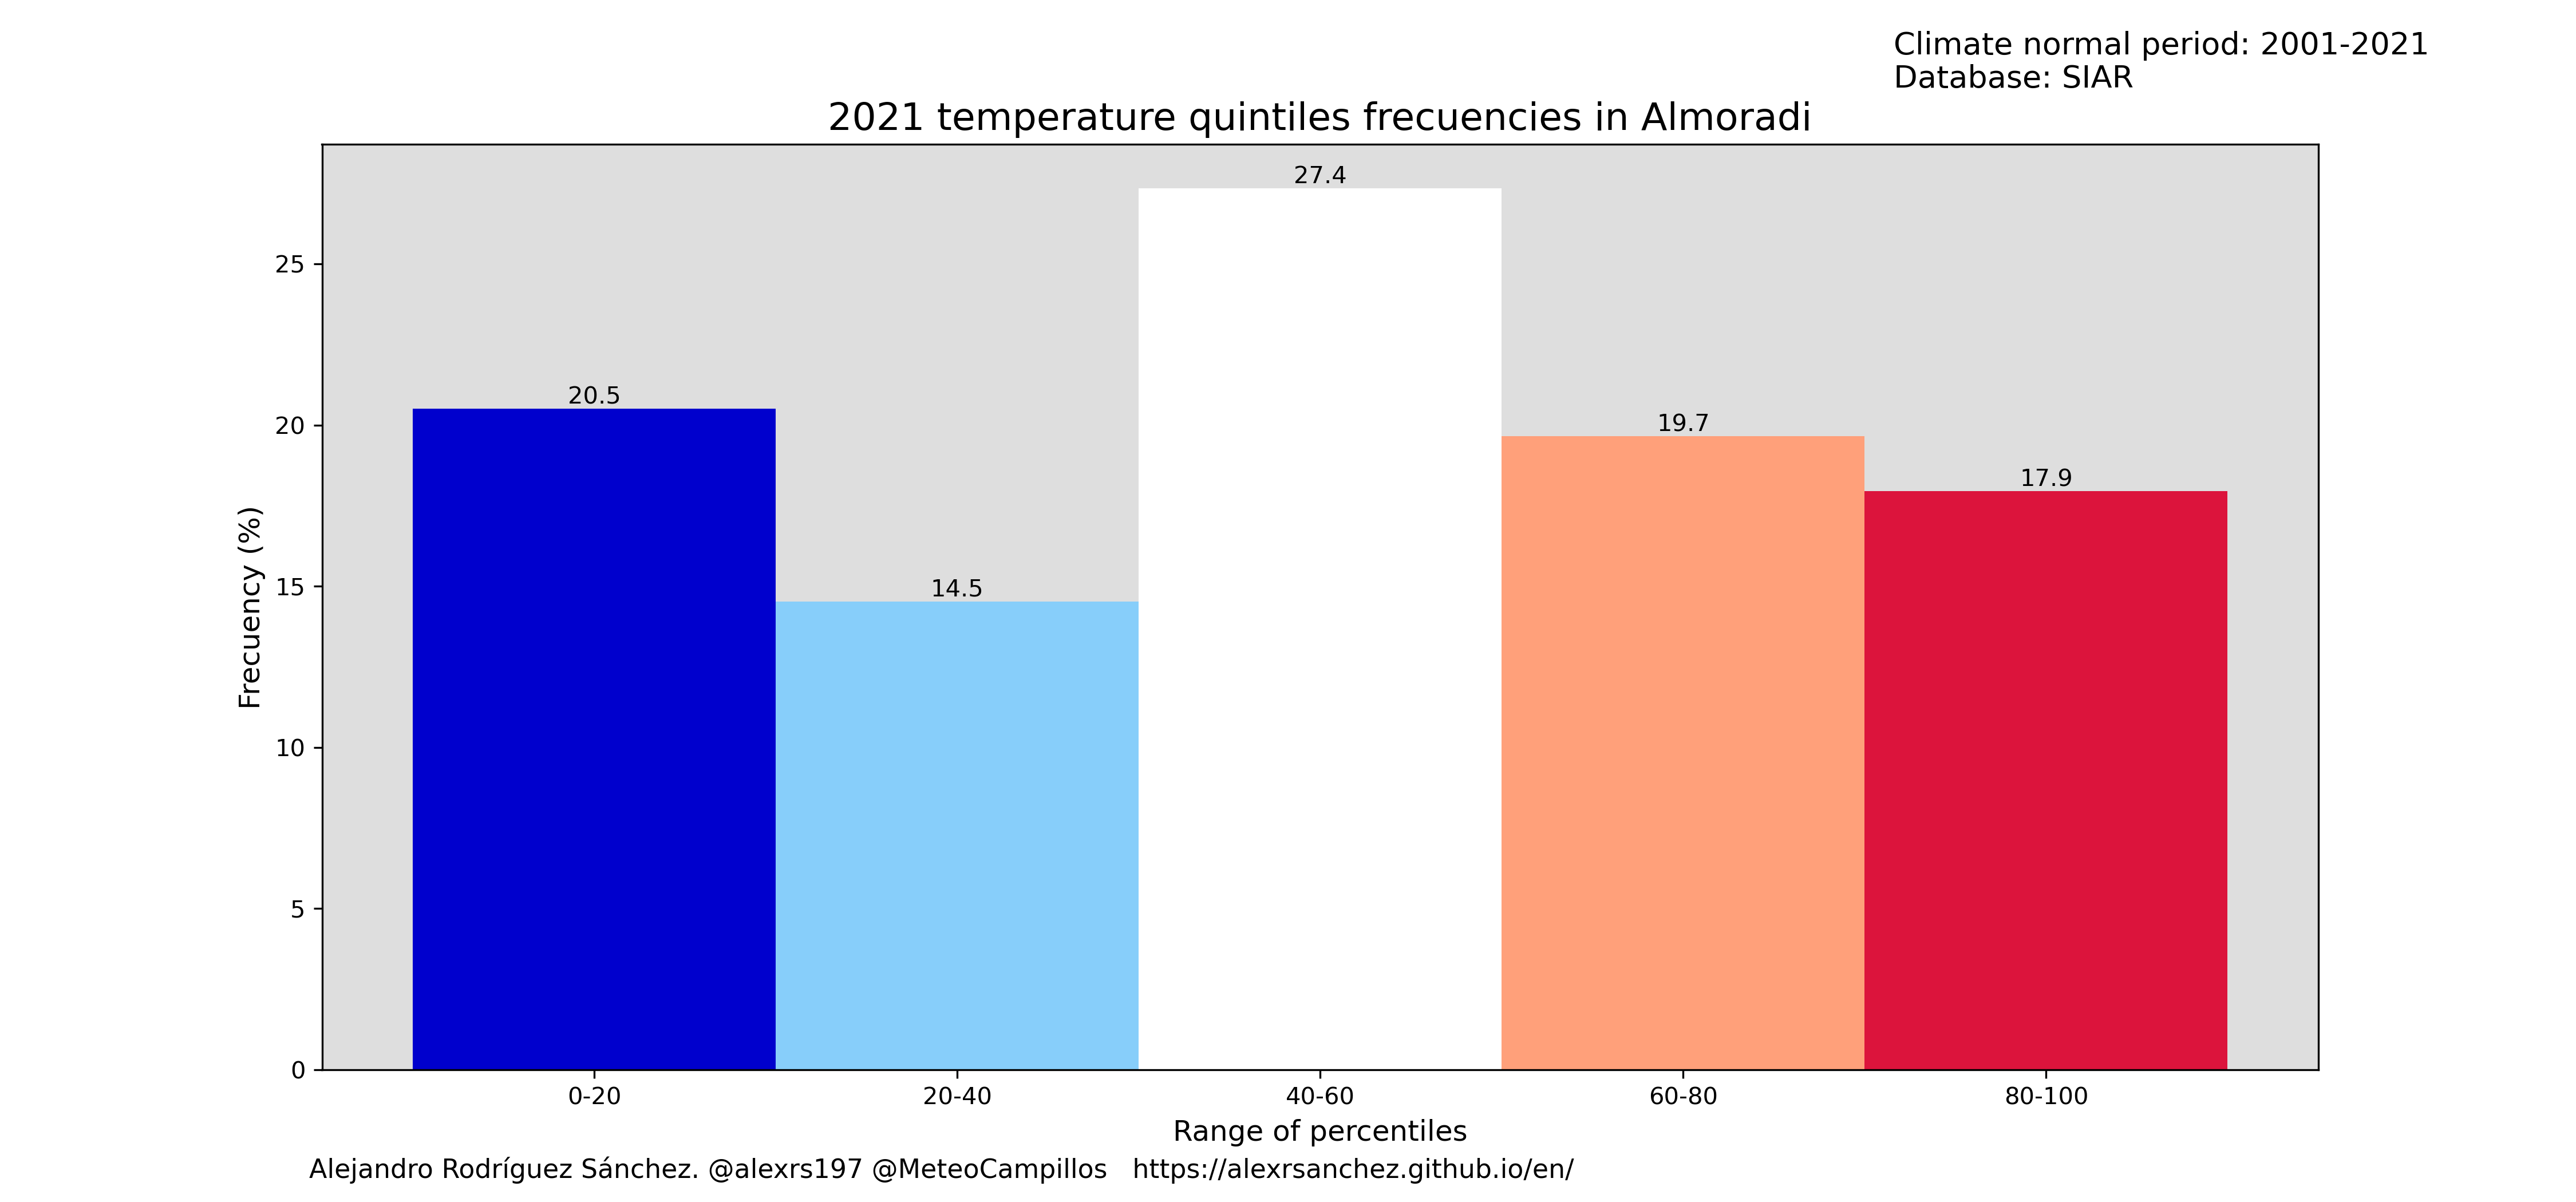 Climate normal period: 2001-2021
Database: SIAR
2021 temperature quintiles frecuencies in Almoradi
Frecuency (%)
25
20
15
10
5
0
20.5
14.5
27.4
19.7
17.9
0-20
20-40
40-60
60-80
80-100
Range of percentiles
Alejandro Rodríguez Sánchez. @alexrs197 @MeteoCampillos https://alexrsanchez.github.io/en/